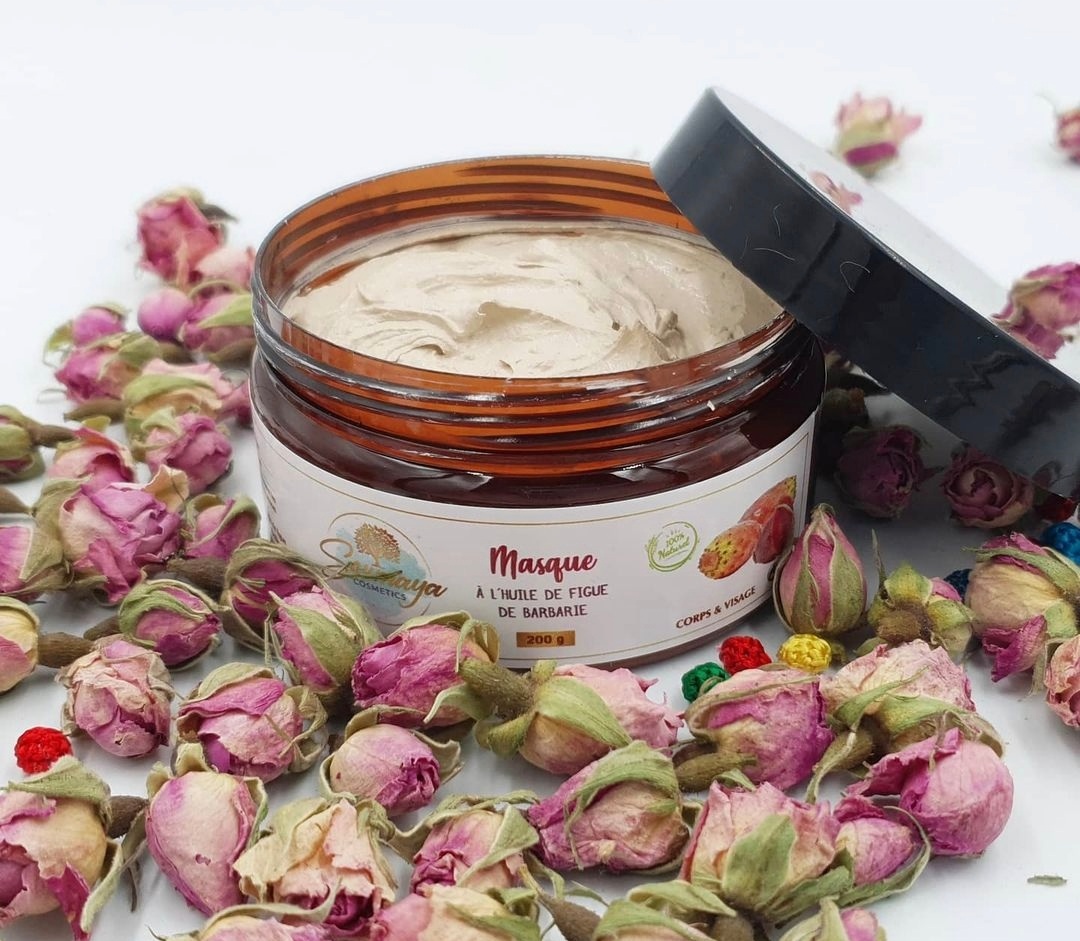 COSMETICS
Masque
À L'HUILE DE FIGUE
DE BARBARIE
200 g
100%
Natural
CORPS & VISAGE